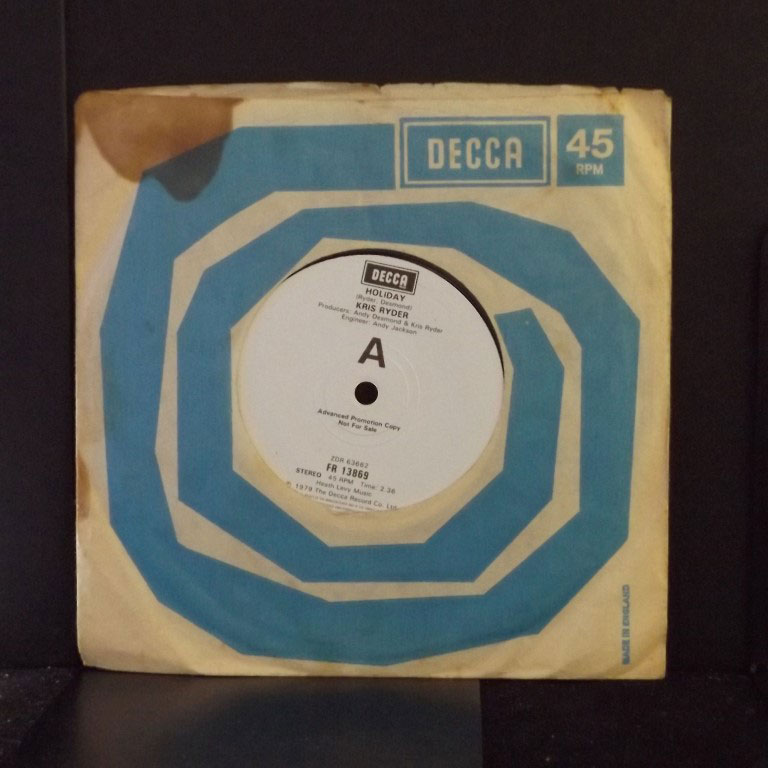 DECCA
45
RPM
DECCA
HOLIDAY
(Ryder, Desmond)
KRIS RYDER
Producers: Andy Desmond & Kris Ryder
Engineer: Andy Jackson
A
Advanced Promotion Copy
Not For Sale
ZDR 63667
FR 13869
STEREO 45 RPM Time: 2.36
Heath Levy Music
© 1979 The Decca Record Co. Ltd.
MADE IN ENGLAND